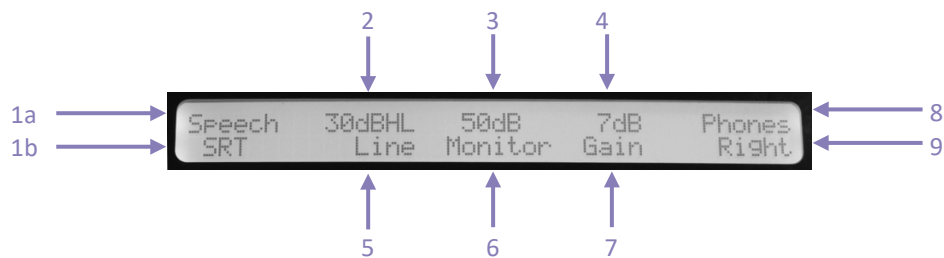 2 3 4
1a Speech 30dBHL 50dB 7dB Phones 8
1b SRT Line Monitor Gain Right 9
5 6 7